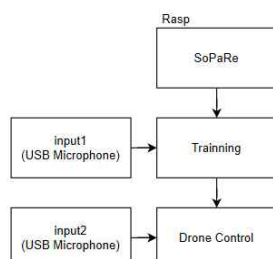 Rasp
SoPaRe
input1
(USB Microphone)
Trainning
input2
(USB Microphone)
Drone Control